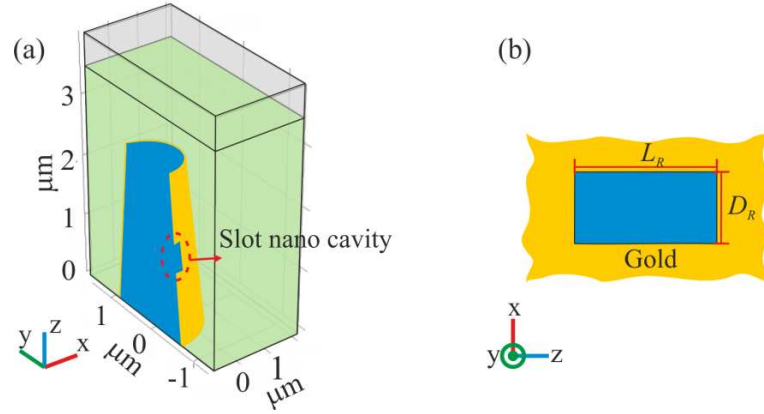 (a)
3
2
1
0
μm
1
0
-1
μm
0
1
μm
Slot nano cavity
y
z
x
(b)
L_R
D_R
Gold
x
y
z